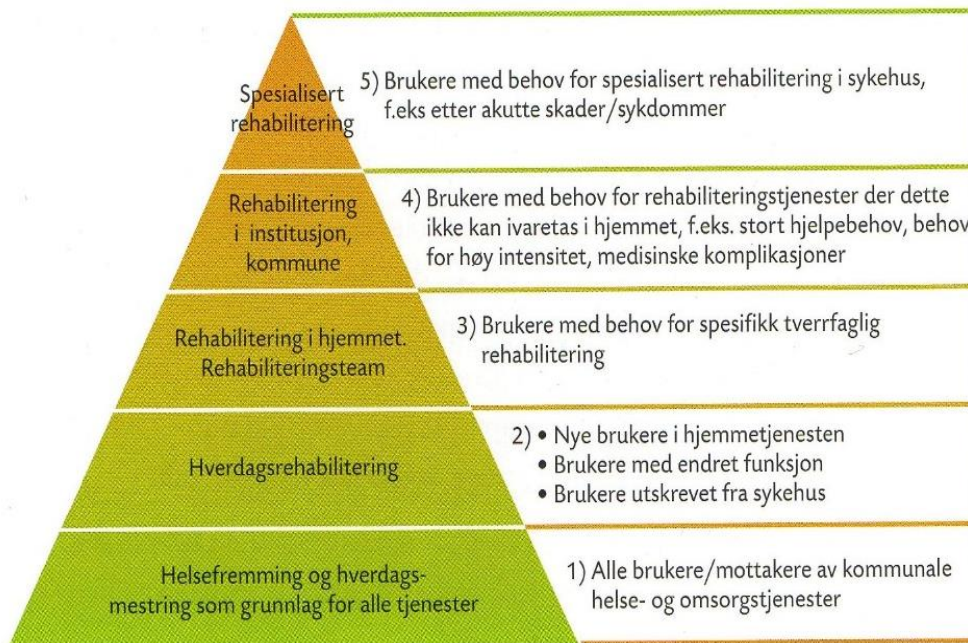 Spesialisert
rehabilitering
5) Brukere med behov for spesialisert rehabilitering i sykehus,
f.eks etter akutte skader/sykdommer
Rehabilitering
i institusjon,
kommune
4) Brukere med behov for rehabiliteringstjenester der dette
ikke kan ivaretas i hjemmet, f.eks. stort hjelpebehov, behov
for høy intensitet, medisinske komplikasjoner
Rehabilitering i hjemmet.
Rehabiliteringsteam
3) Brukere med behov for spesifikk tverrfaglig
rehabilitering
Hverdagsrehabilitering
2) • Nye brukere i hjemmetjenesten
• Brukere med endret funksjon
• Brukere utskrevet fra sykehus
Helsefremming og hverdags-
mestring som grunnlag for alle tjenester
1) Alle brukere/mottakere av kommunale
helse- og omsorgstjenester